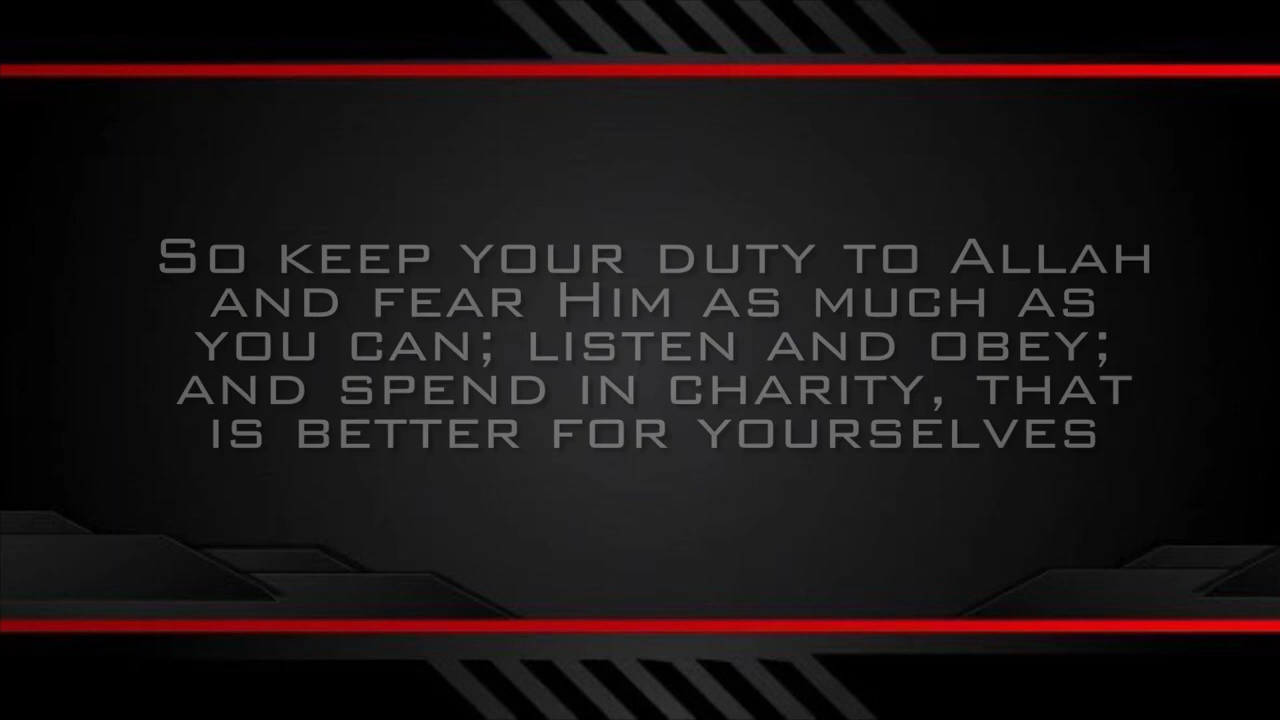 So keep your duty to Allah
and fear Him as much as
you can; listen and obey;
and spend in charity, that
is better for yourselves